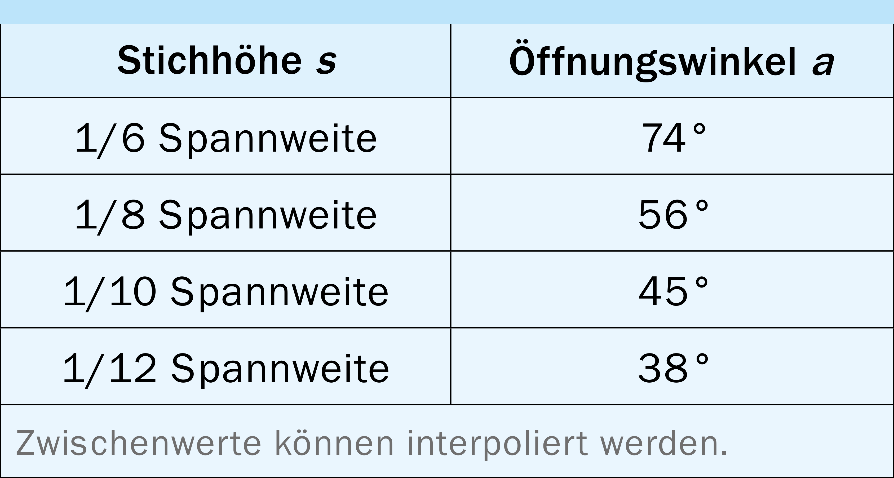 Stichhöhe s Öffnungswinkel a
1/6 Spannweite 74°
1/8 Spannweite 56°
1/10 Spannweite 45°
1/12 Spannweite 38°
Zwischenwerte können interpoliert werden.